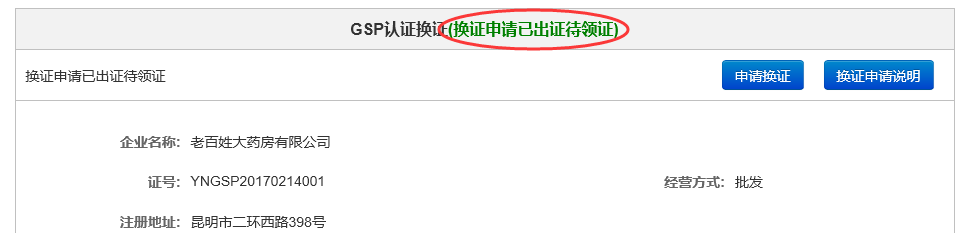 GSP认证换证(换证申请已出证待领证)
换证申请已出证待领证 申请换证 换证申请说明
企业名称: 老百姓大药房有限公司
证号: YNGSP20170214001 经营方式: 批发
注册地址: 昆明市二环西路398号